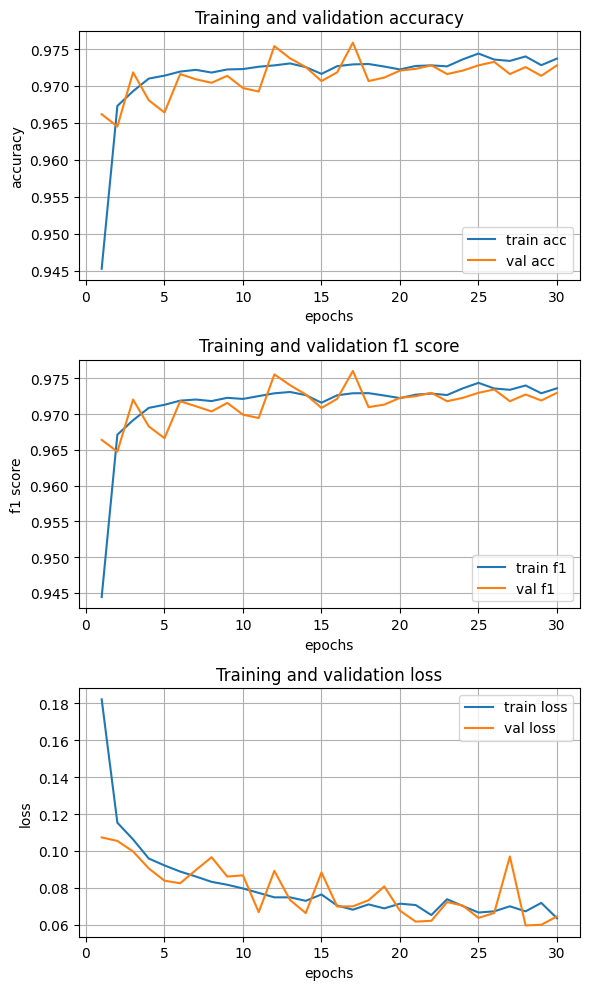 Training and validation accuracy
0.975
0.970
0.965
0.960
0.955
0.950
0.945
accuracy
train acc
val acc
0 5 10 15 20 25 30
epochs
Training and validation f1 score
0.975
0.970
0.965
0.960
0.955
0.950
0.945
f1 score
train f1
val f1
0 5 10 15 20 25 30
epochs
Training and validation loss
0.18
0.16
0.14
0.12
0.10
0.08
0.06
loss
train loss
val loss
0 5 10 15 20 25 30
epochs